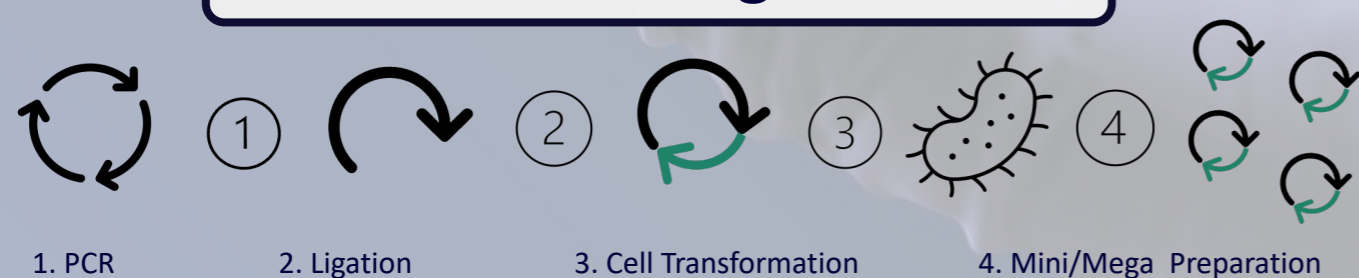 1 2 3 4
1. PCR 2. Ligation 3. Cell Transformation 4. Mini/Mega Preparation